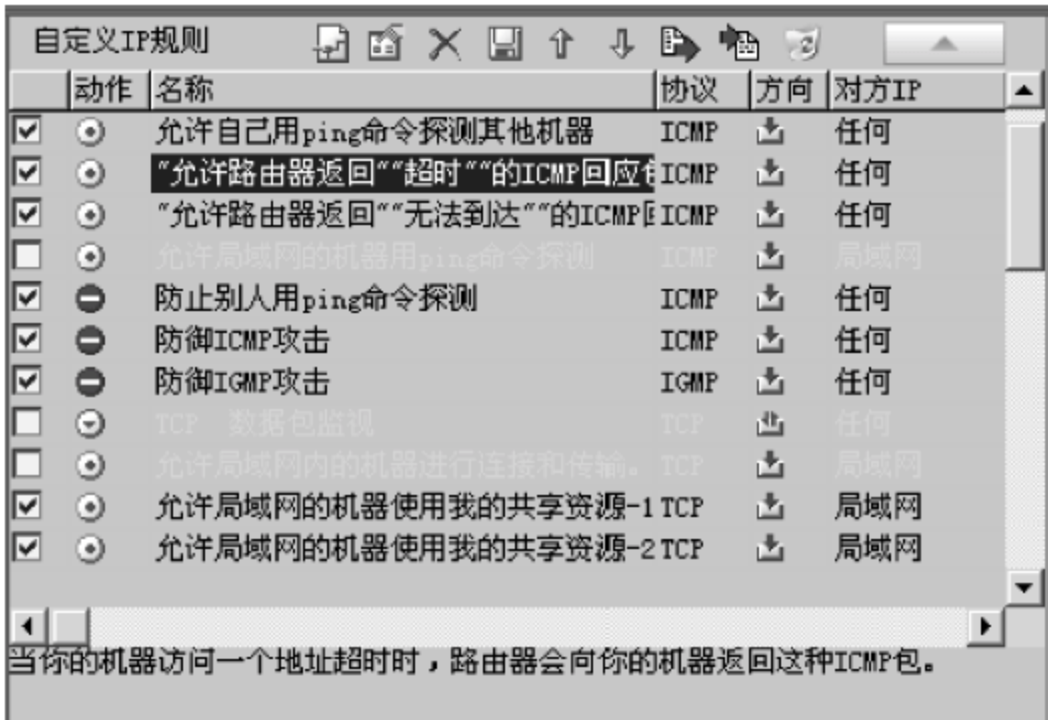 自定义IP规则
动作 名称 协议 方向 对方IP
允许自己用ping命令探测其他机器 ICMP 任何
"允许路由器返回""超时""的ICMP回应包 ICMP 任何
"允许路由器返回""无法到达""的ICMP ICMP 任何
允许局域网的机器用ping命令探测 ICMP 局域网
防止别人用ping命令探测 ICMP 任何
防御ICMP攻击 ICMP 任何
防御IGMP攻击 IGMP 任何
TCP 数据包监视 TCP 任何
允许局域网内的机器进行连接和传输。 TCP 局域网
允许局域网的机器使用我的共享资源-1 TCP 局域网
允许局域网的机器使用我的共享资源-2 TCP 局域网
当你的机器访问一个地址超时时，路由器会向你的机器返回这种ICMP包。